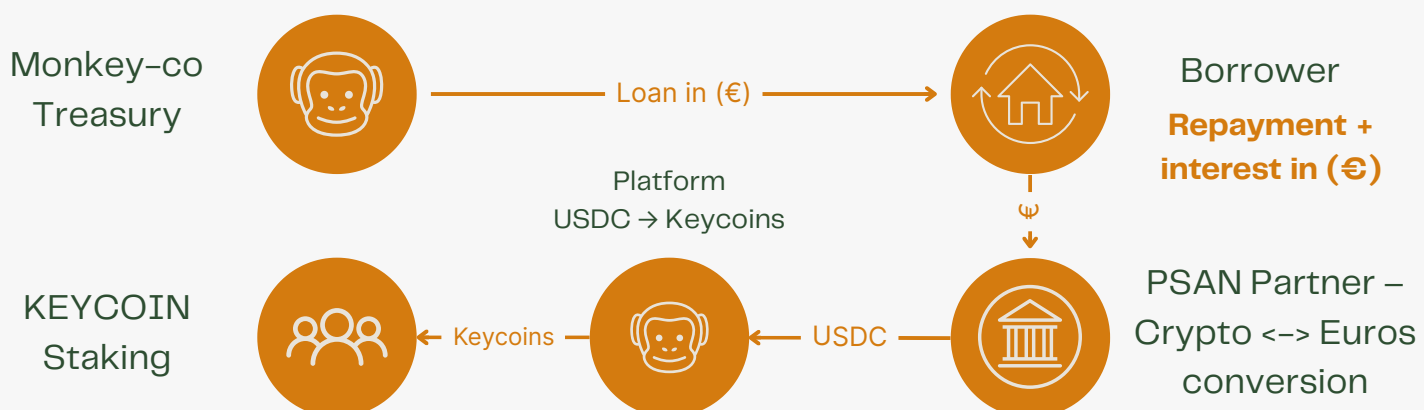 Monkey-co
Treasury
Loan in (€)
Borrower
Repayment +
interest in (€)
Platform
USDC → Keycoins
€
KEYCOIN
Staking
Keycoins
USDC
PSAN Partner –
Crypto <-> Euros
conversion